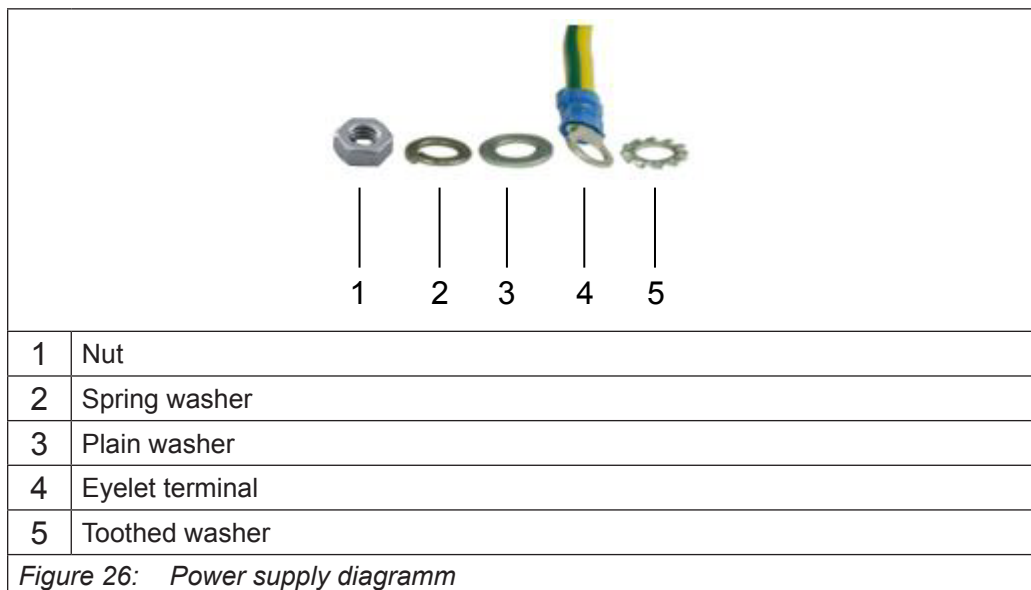 1 2 3 4 5
1 Nut
2 Spring washer
3 Plain washer
4 Eyelet terminal
5 Toothed washer
Figure 26: Power supply diagramm